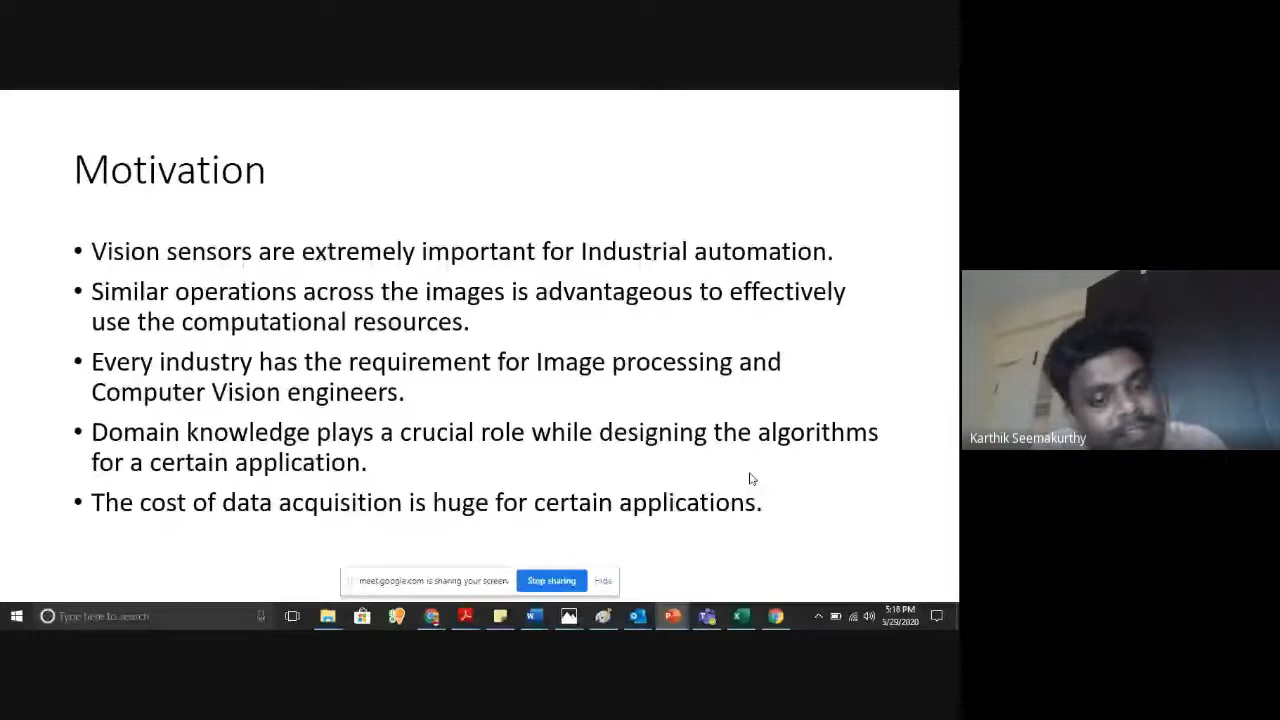 Motivation
• Vision sensors are extremely important for Industrial automation.
• Similar operations across the images is advantageous to effectively
use the computational resources.
• Every industry has the requirement for Image processing and
Computer Vision engineers.
• Domain knowledge plays a crucial role while designing the algorithms
for a certain application.
• The cost of data acquisition is huge for certain applications.
Karthik Seemakurthy
meet.google.com is sharing your screen.
Stop sharing
Hide
Type here to search
5:18 PM
5/29/2020